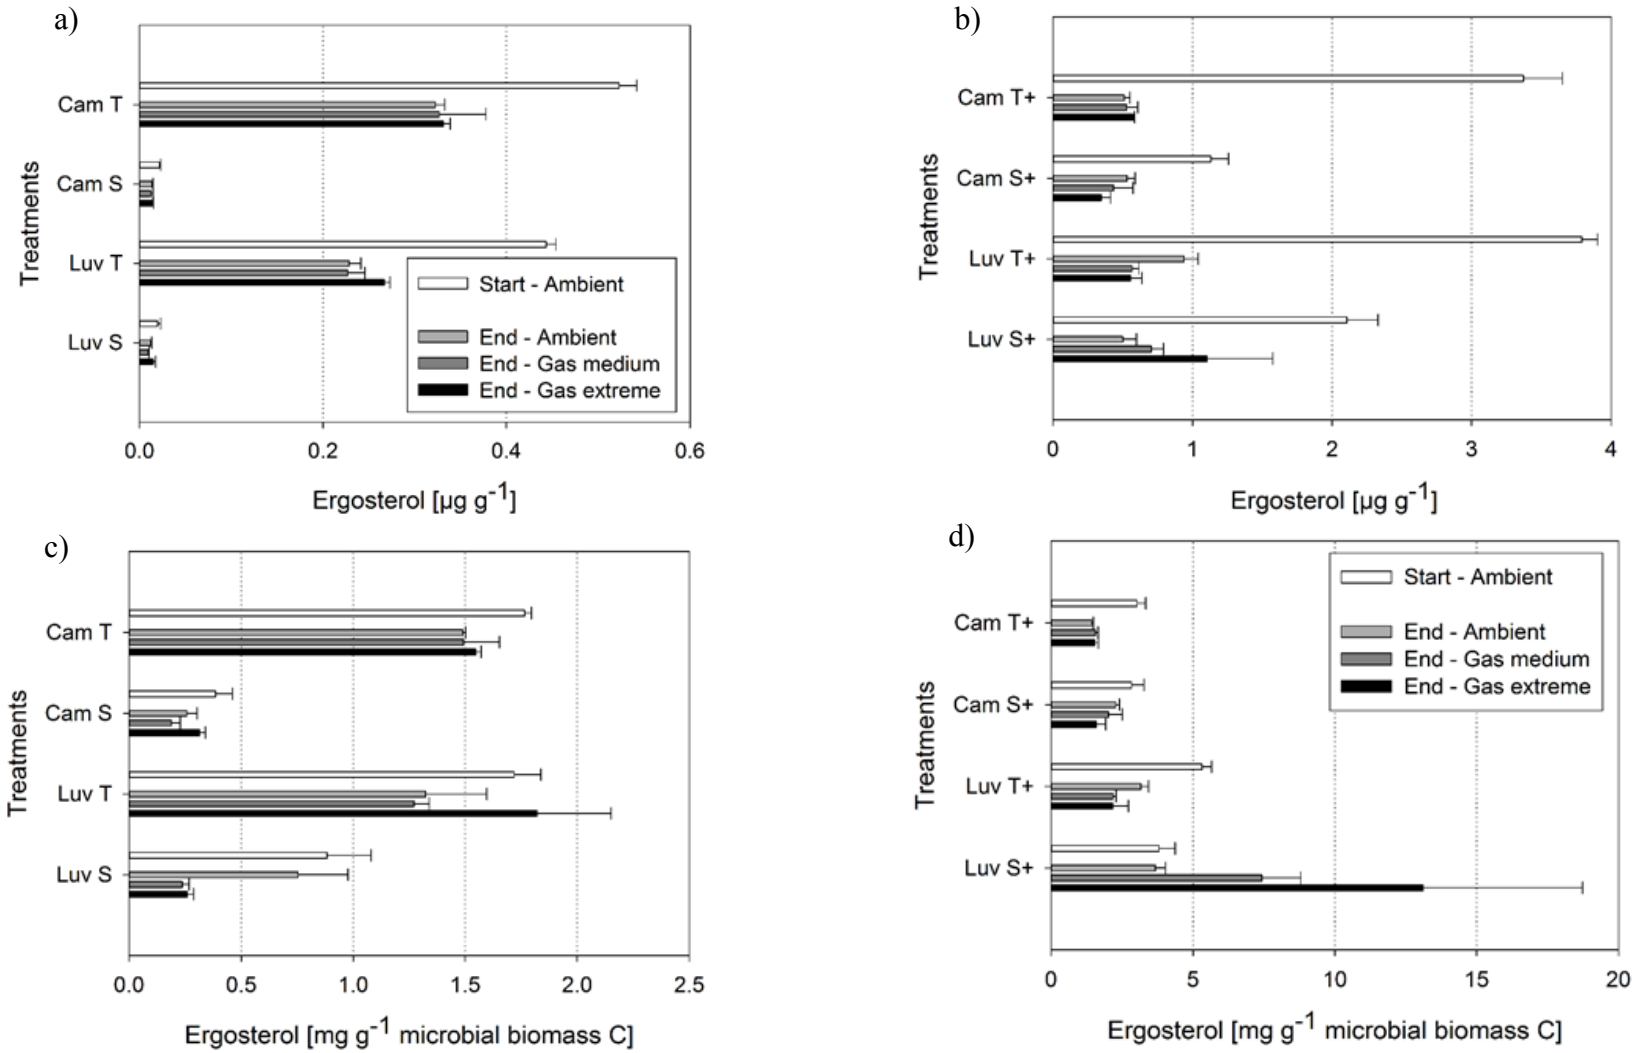 a)
Treatments
Cam T
Cam S
Luv T
Luv S
Start - Ambient
End - Ambient
End - Gas medium
End - Gas extreme
0.0 0.2 0.4 0.6
Ergosterol [µg g⁻¹]
b)
Treatments
Cam T+
Cam S+
Luv T+
Luv S+
0 1 2 3 4
Ergosterol [µg g⁻¹]
c)
Treatments
Cam T
Cam S
Luv T
Luv S
0.0 0.5 1.0 1.5 2.0 2.5
Ergosterol [mg g⁻¹ microbial biomass C]
d)
Treatments
Cam T+
Cam S+
Luv T+
Luv S+
Start - Ambient
End - Ambient
End - Gas medium
End - Gas extreme
0 5 10 15 20
Ergosterol [mg g⁻¹ microbial biomass C]